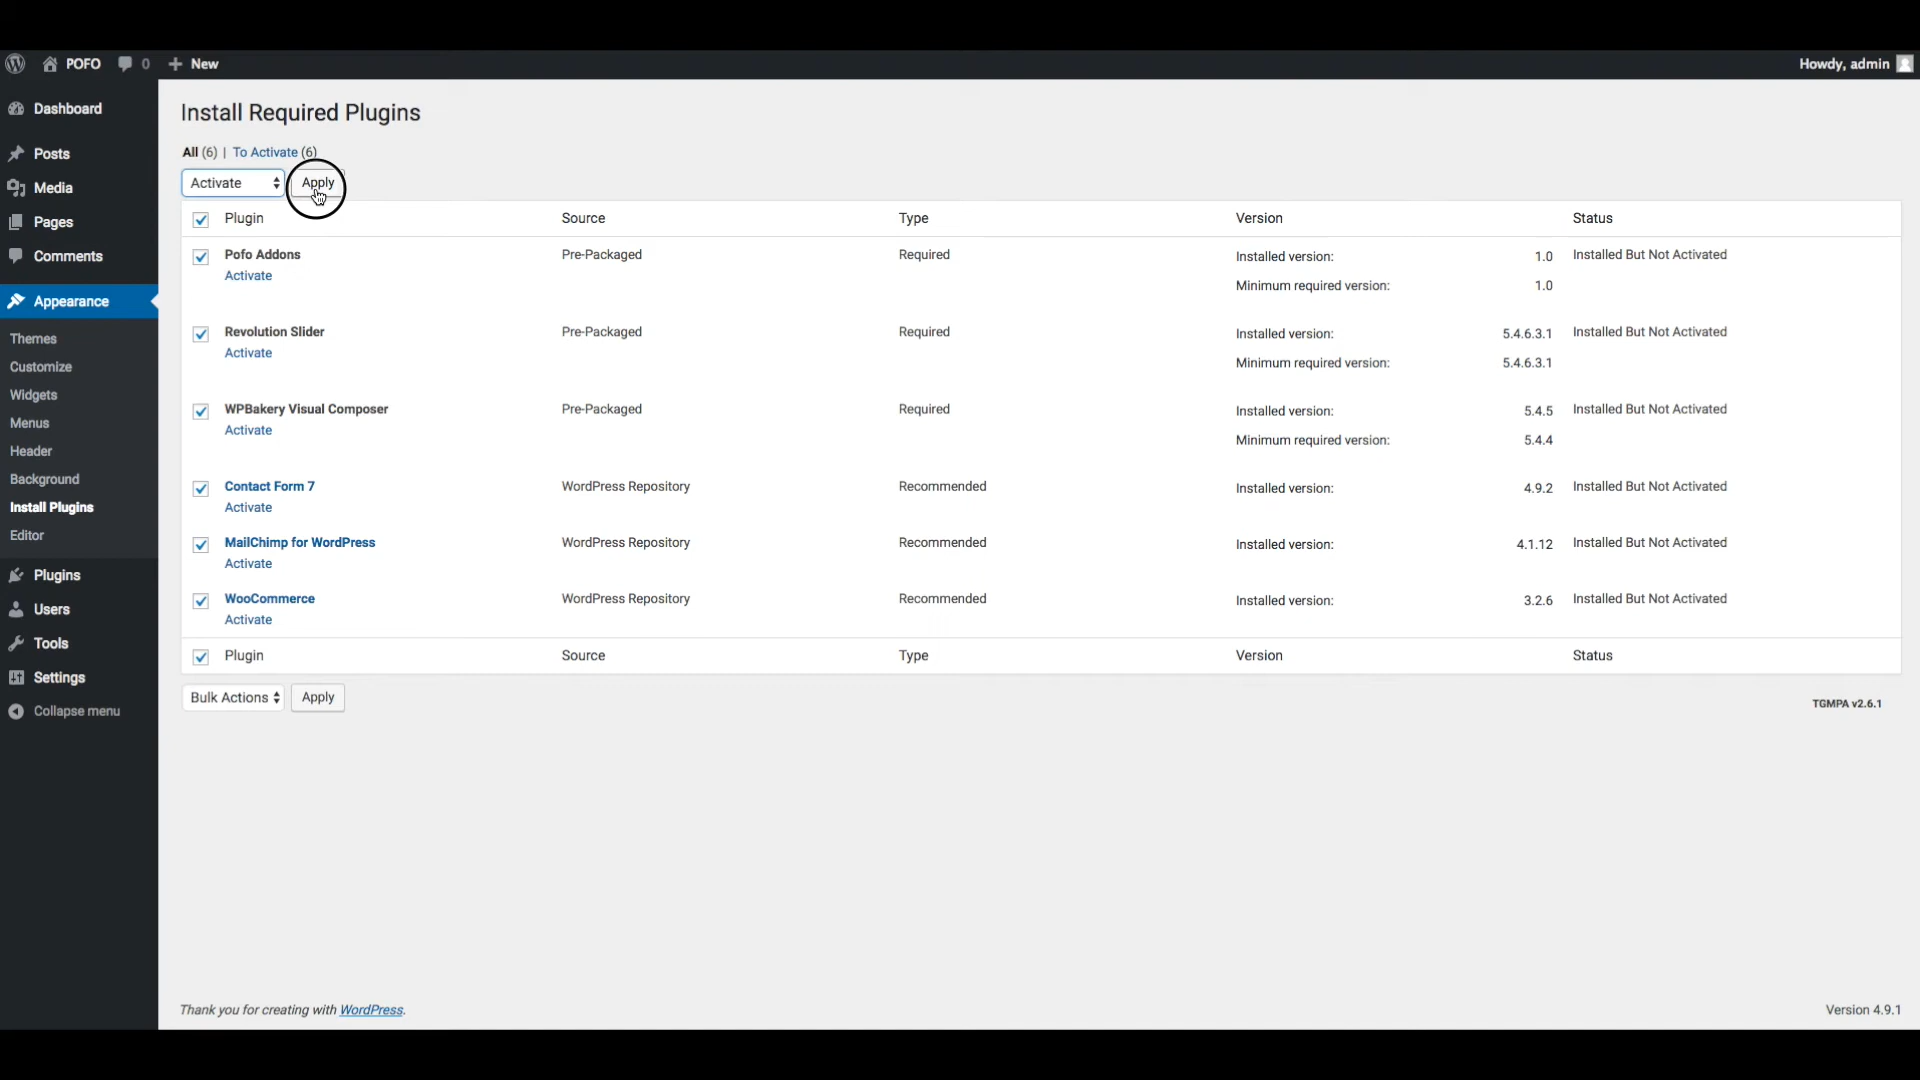 POFO 0 New Howdy, admin
Dashboard
Posts
Media
Pages
Comments
Appearance
Themes
Customize
Widgets
Menus
Header
Background
Install Plugins
Editor
Plugins
Users
Tools
Settings
Collapse menu
Install Required Plugins
All (6) | To Activate (6)
Activate Apply
Plugin Source Type Version Status
Pofo Addons Pre-Packaged Required Installed version: 1.0 Installed But Not Activated
Activate Minimum required version: 1.0
Revolution Slider Pre-Packaged Required Installed version: 5.4.6.3.1 Installed But Not Activated
Activate Minimum required version: 5.4.6.3.1
WPBakery Visual Composer Pre-Packaged Required Installed version: 5.4.5 Installed But Not Activated
Activate Minimum required version: 5.4.4
Contact Form 7 WordPress Repository Recommended Installed version: 4.9.2 Installed But Not Activated
Activate
MailChimp for WordPress WordPress Repository Recommended Installed version: 4.1.12 Installed But Not Activated
Activate
WooCommerce WordPress Repository Recommended Installed version: 3.2.6 Installed But Not Activated
Activate
Plugin Source Type Version Status
Bulk Actions Apply
TGMPA v2.6.1
Thank you for creating with WordPress. Version 4.9.1